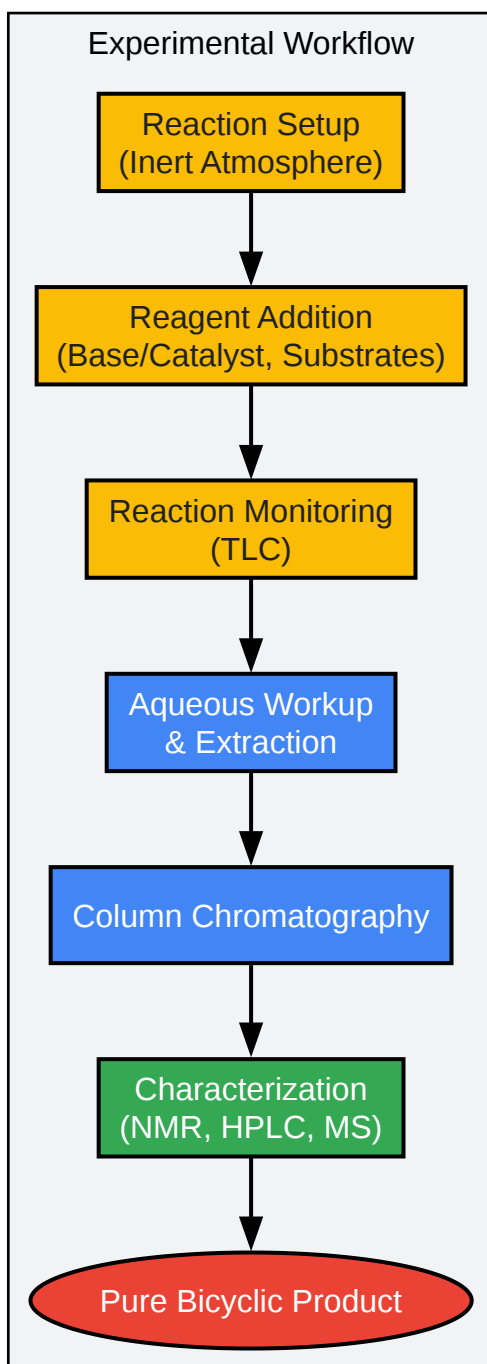 Experimental Workflow
Reaction Setup
(Inert Atmosphere)
Reagent Addition
(Base/Catalyst, Substrates)
Reaction Monitoring
(TLC)
Aqueous Workup
& Extraction
Column Chromatography
Characterization
(NMR, HPLC, MS)
Pure Bicyclic Product